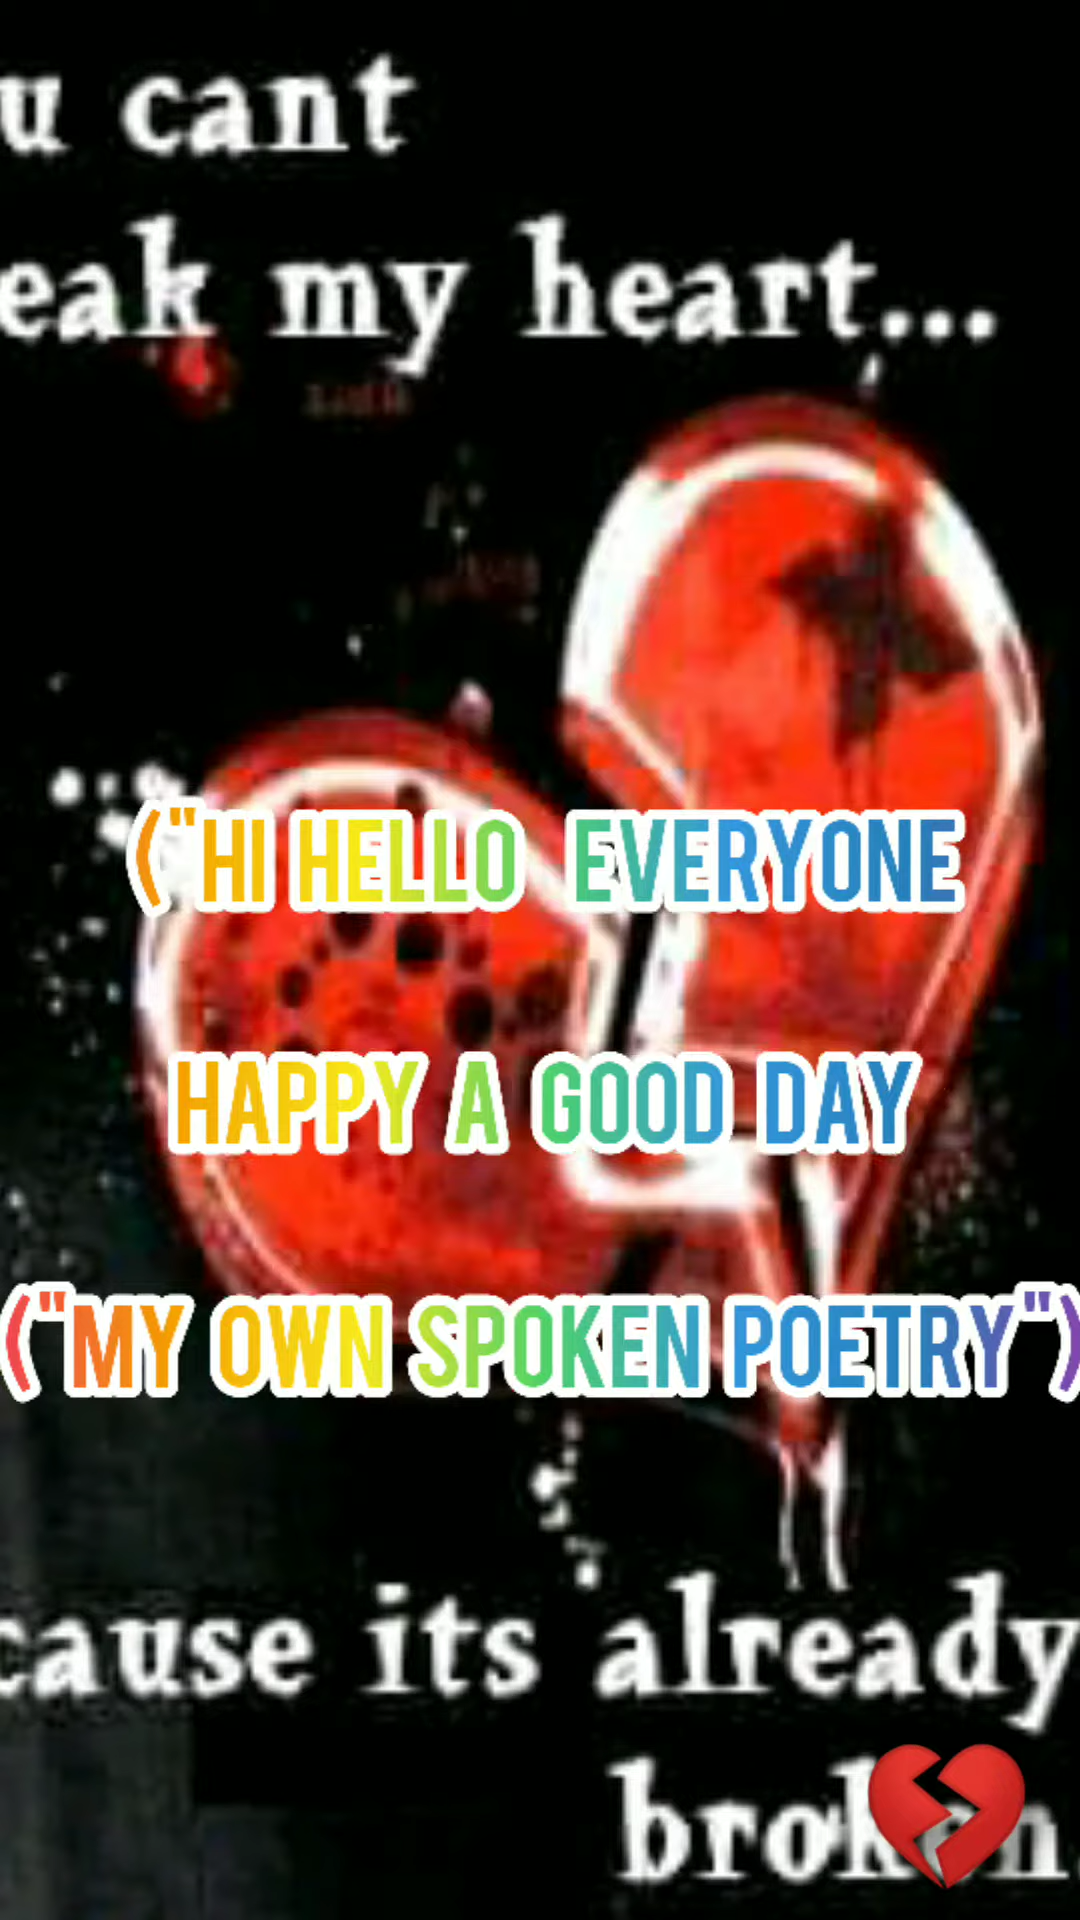 u cant
eak my heart...
("HI HELLO EVERYONE
HAPPY A GOOD DAY
("MY OWN SPOKEN POETRY")
cause its already